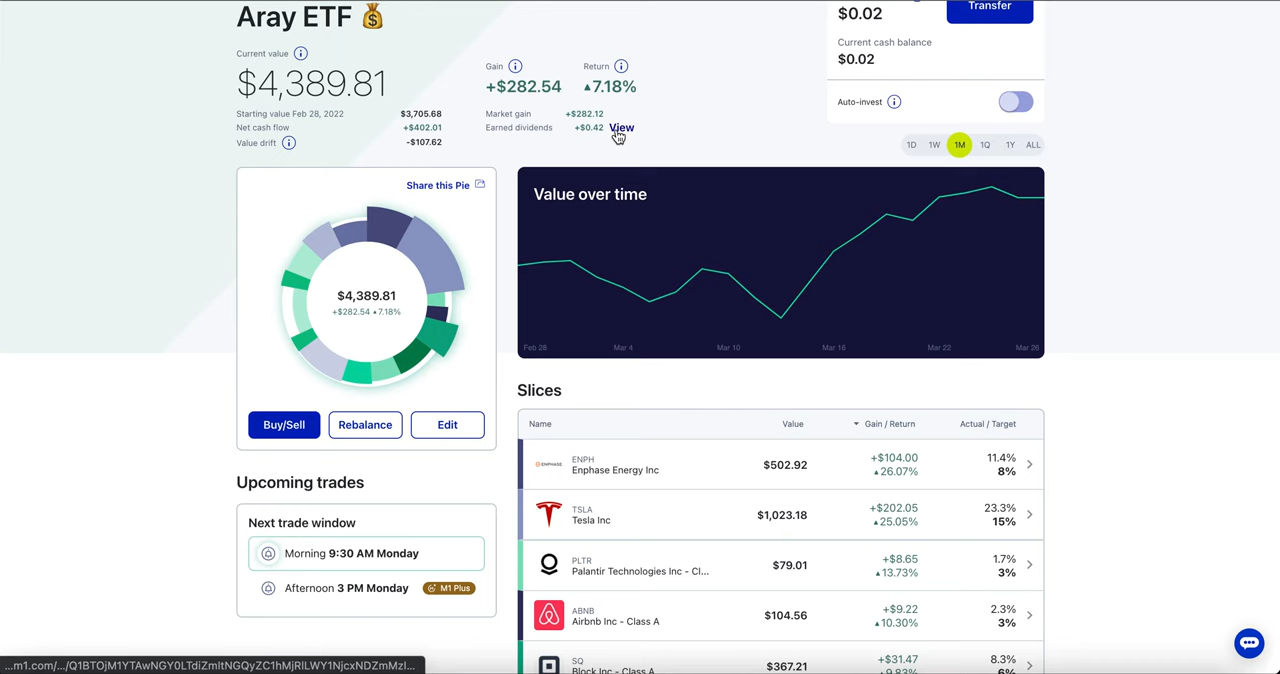 Aray ETF 💰
$0.02
Transfer
Current cash balance
$0.02
Auto-invest
Current value
$4,389.81
Starting value Feb 28, 2022 $3,705.68
Net cash flow +$402.01
Value drift -$107.62
Gain Return
+$282.54 ▲7.18%
Market gain +$282.12
Earned dividends +$0.42 View
1D 1W 1M 1Q 1Y ALL
Share this Pie
$4,389.81
+$282.54 ▲7.18%
Buy/Sell Rebalance Edit
Value over time
Feb 28 Mar 4 Mar 10 Mar 16 Mar 22 Mar 26
Upcoming trades
Next trade window
Morning 9:30 AM Monday
Afternoon 3 PM Monday M1 Plus
Slices
Name Value ▼ Gain / Return Actual / Target
ENPHASE
ENPH
Enphase Energy Inc
$502.92
+$104.00
▲26.07%
11.4%
8%
TSLA
Tesla Inc
$1,023.18
+$202.05
▲25.05%
23.3%
15%
PLTR
Palantir Technologies Inc - Cl...
$79.01
+$8.65
▲13.73%
1.7%
3%
ABNB
Airbnb Inc - Class A
$104.56
+$9.22
▲10.30%
2.3%
3%
SQ
Block Inc - Class A
$367.21
+$31.47
▲9.83%
8.3%
6%